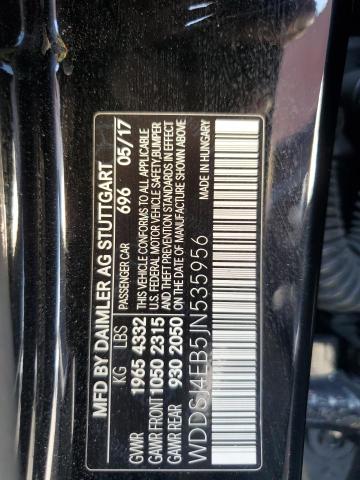 MFD BY DAIMLER AG STUTTGART
PASSENGER CAR 696 05/17
KG LBS
GVWR 1965 4332
GAWR FRONT 1050 2315
GAWR REAR 930 2050
THIS VEHICLE CONFORMS TO ALL APPLICABLE
U.S. FEDERAL MOTOR VEHICLE SAFETY,BUMPER
THEFT-PREVENTION STANDARDS IN EFFECT
ON THE DATE OF MANUFACTURE SHOWN ABOVE
MADE IN HUNGARY
WDDSJ4EB5JN535956